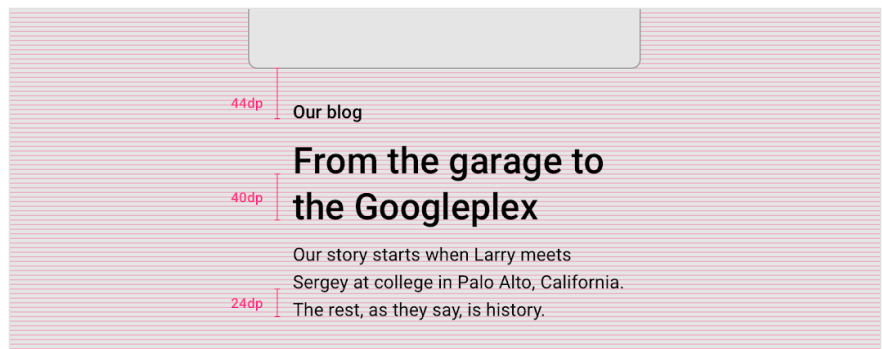 44dp
Our blog
From the garage to
40dp
the Googleplex
Our story starts when Larry meets
Sergey at college in Palo Alto, California.
24dp
The rest, as they say, is history.